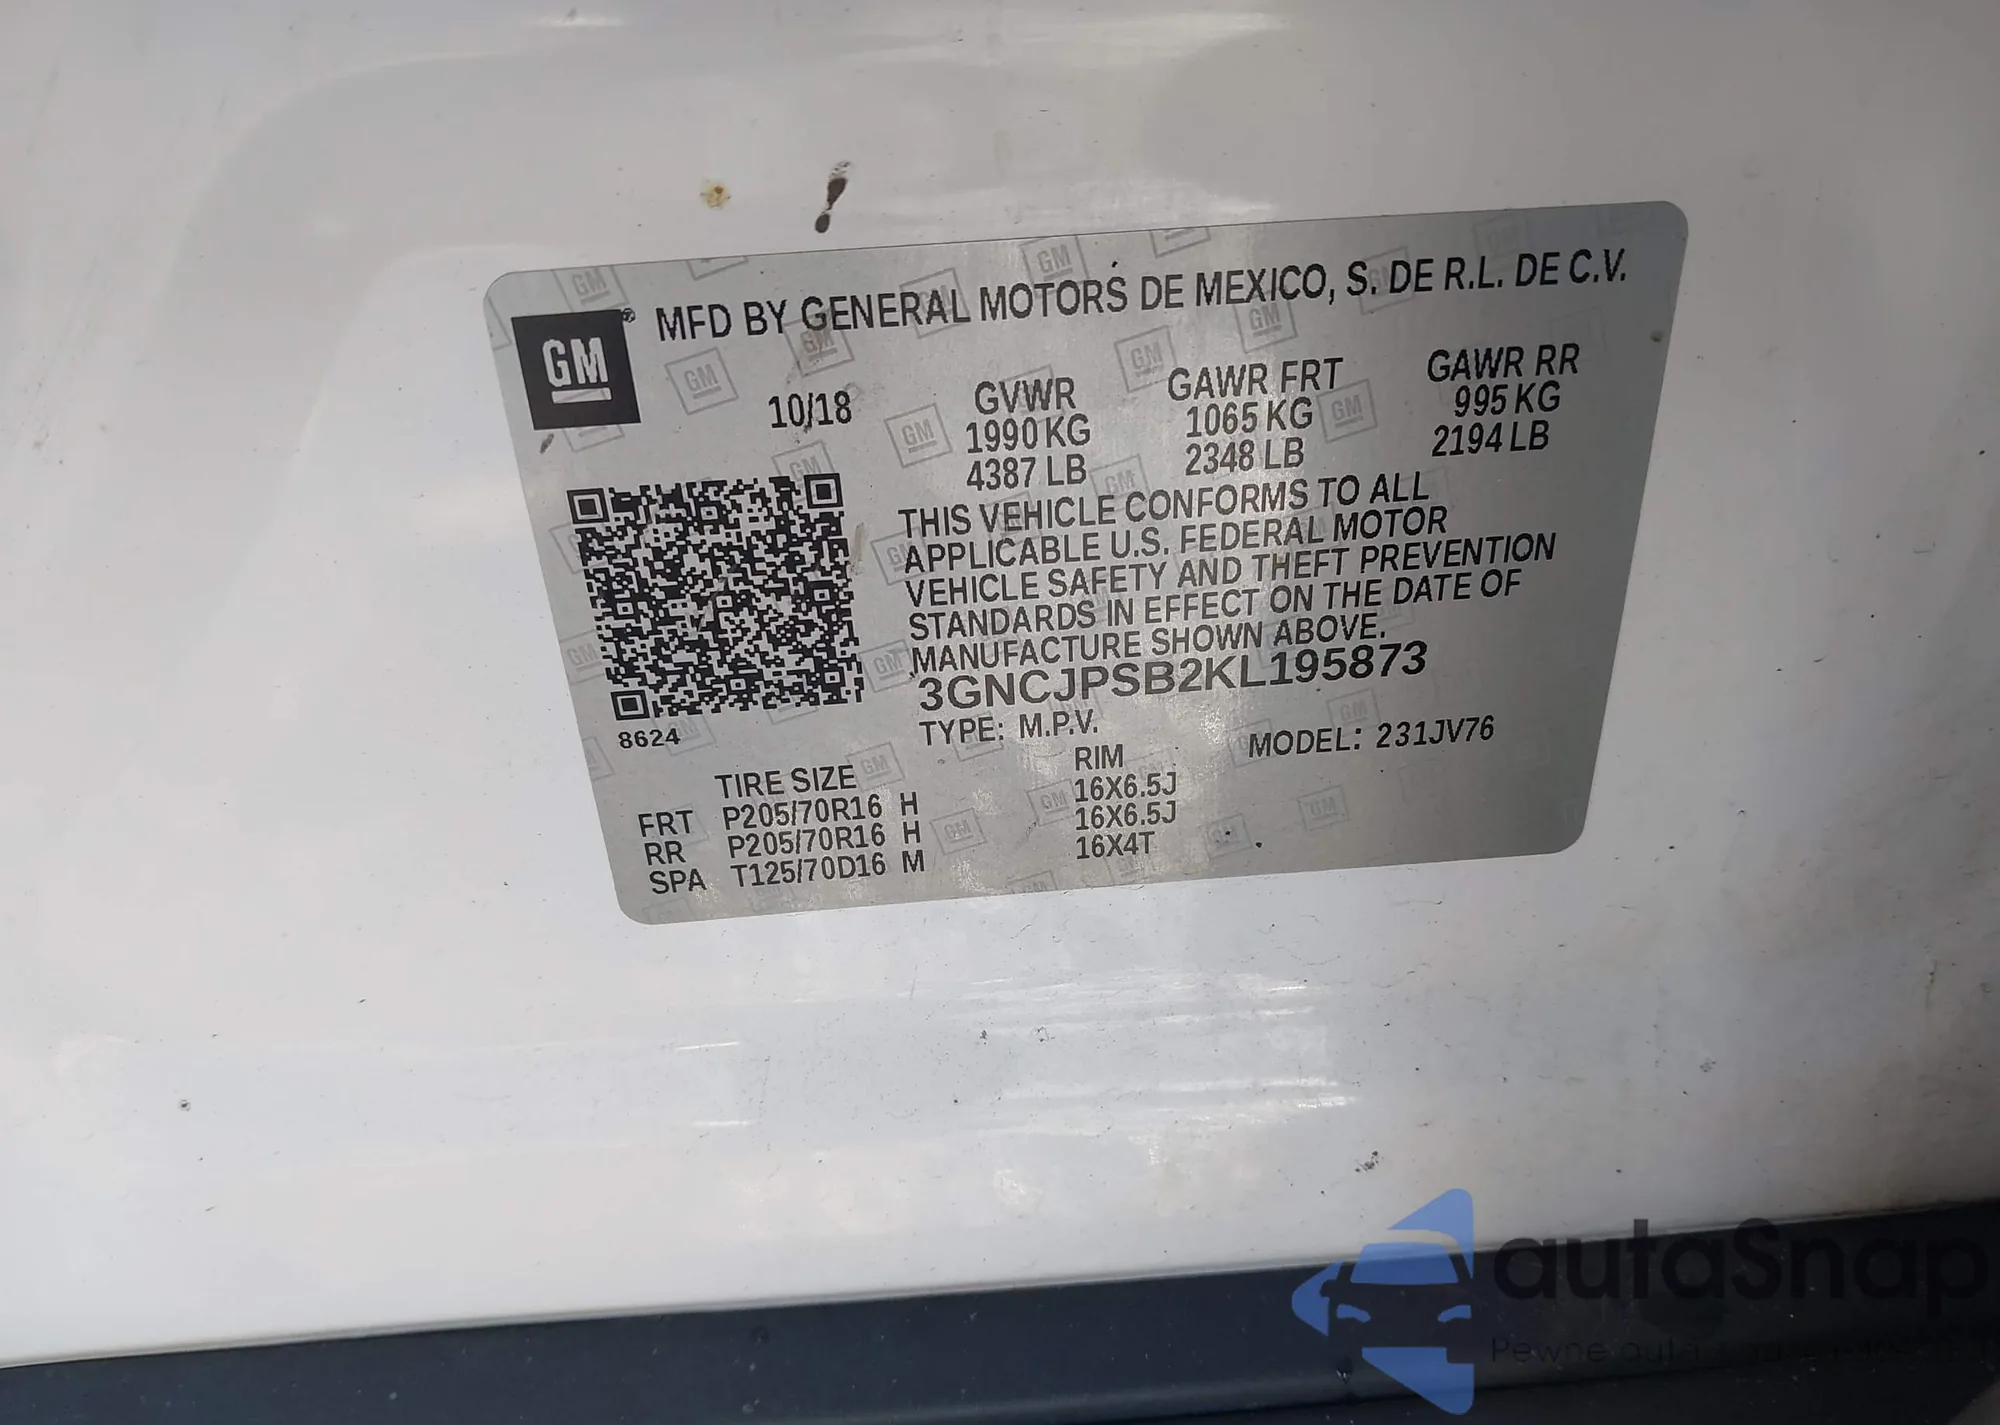 GM ® MFD BY GENERAL MOTORS DE MEXICO, S. DE R.L. DE C.V.
10/18
GVWR
1990 KG
4387 LB
GAWR FRT
1065 KG
2348 LB
GAWR RR
995 KG
2194 LB
THIS VEHICLE CONFORMS TO ALL
APPLICABLE U.S. FEDERAL MOTOR
VEHICLE SAFETY AND THEFT PREVENTION
STANDARDS IN EFFECT ON THE DATE OF
MANUFACTURE SHOWN ABOVE.
3GNCJPSB2KL195873
8624
TYPE: M.P.V.
MODEL: 231JV76
TIRE SIZE RIM
FRT P205/70R16 H 16X6.5J
RR P205/70R16 H 16X6.5J
SPA T125/70D16 M 16X4T
autaSnap
Pewne auta